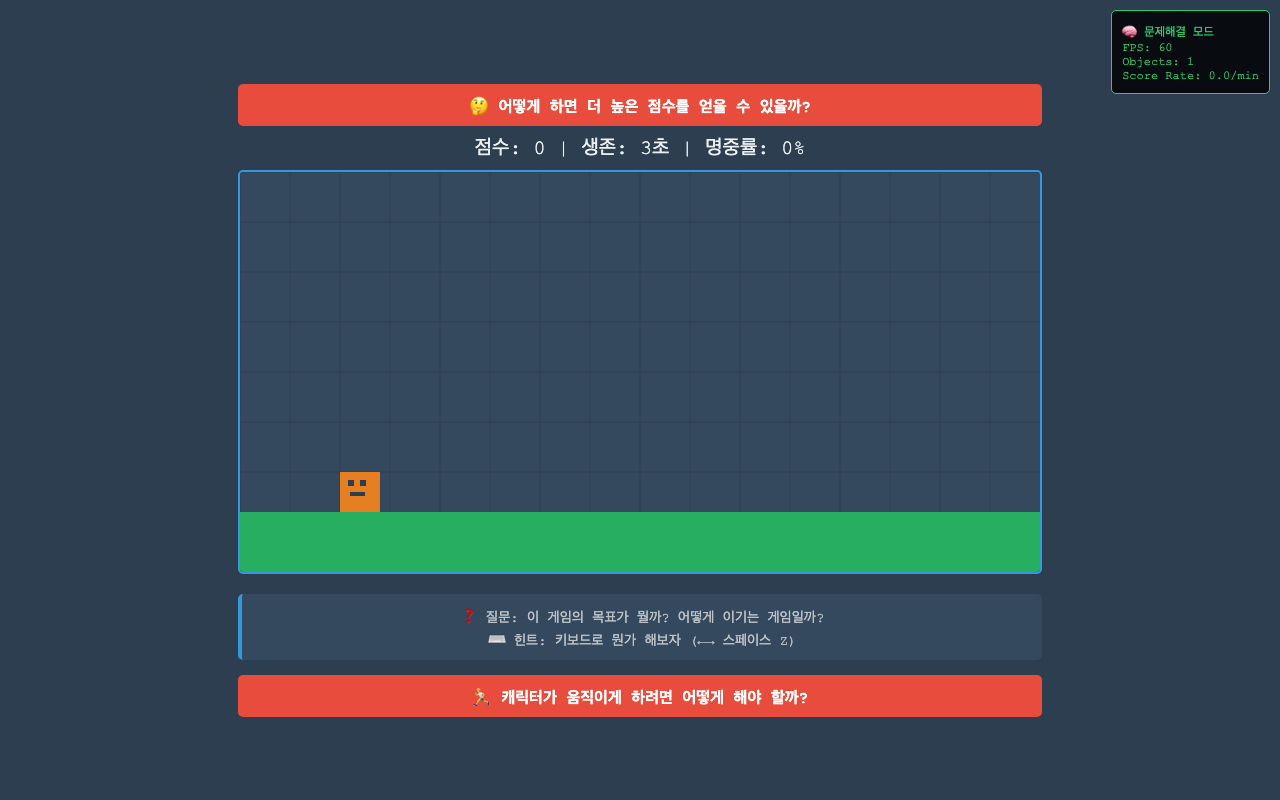 🧠 문제해결 모드
FPS: 60
Objects: 1
Score Rate: 0.0/min
🤔 어떻게 하면 더 높은 점수를 얻을 수 있을까?
점수: 0 | 생존: 3초 | 명중률: 0%
❓ 질문: 이 게임의 목표가 뭘까? 어떻게 이기는 게임일까?
⌨️ 힌트: 키보드로 뭔가 해보자 (←→ 스페이스 Z)
🏃 캐릭터가 움직이게 하려면 어떻게 해야 할까?